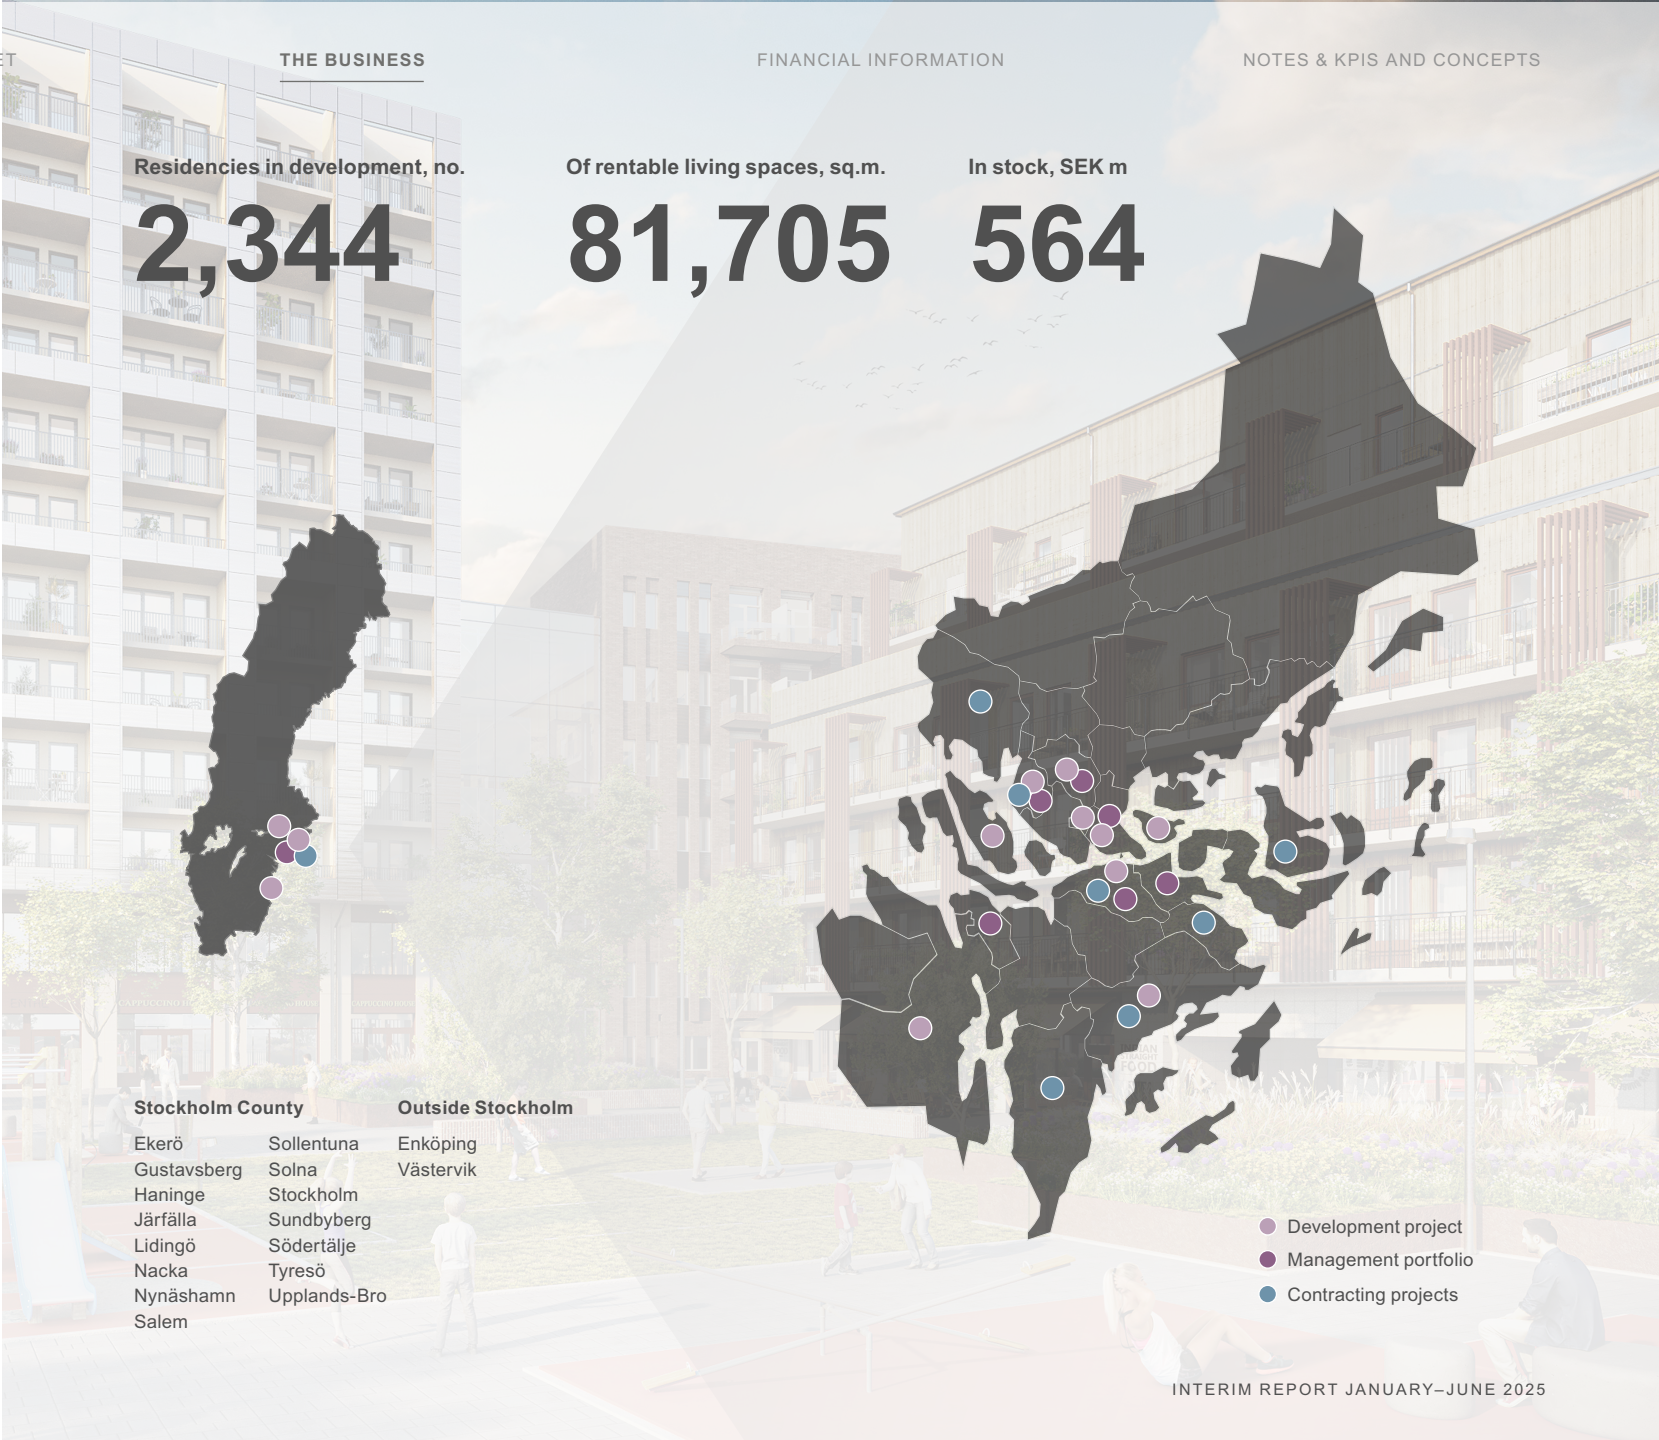 ET
THE BUSINESS
FINANCIAL INFORMATION
NOTES & KPIS AND CONCEPTS
Residencies in development, no.
2,344
Of rentable living spaces, sq.m.
81,705
In stock, SEK m
564
Stockholm County
Ekerö
Gustavsberg
Haninge
Järfälla
Lidingö
Nacka
Nynäshamn
Salem
Sollentuna
Solna
Stockholm
Sundbyberg
Södertälje
Tyresö
Upplands-Bro
Outside Stockholm
Enköping
Västervik
Development project
Management portfolio
Contracting projects
INTERIM REPORT JANUARY–JUNE 2025